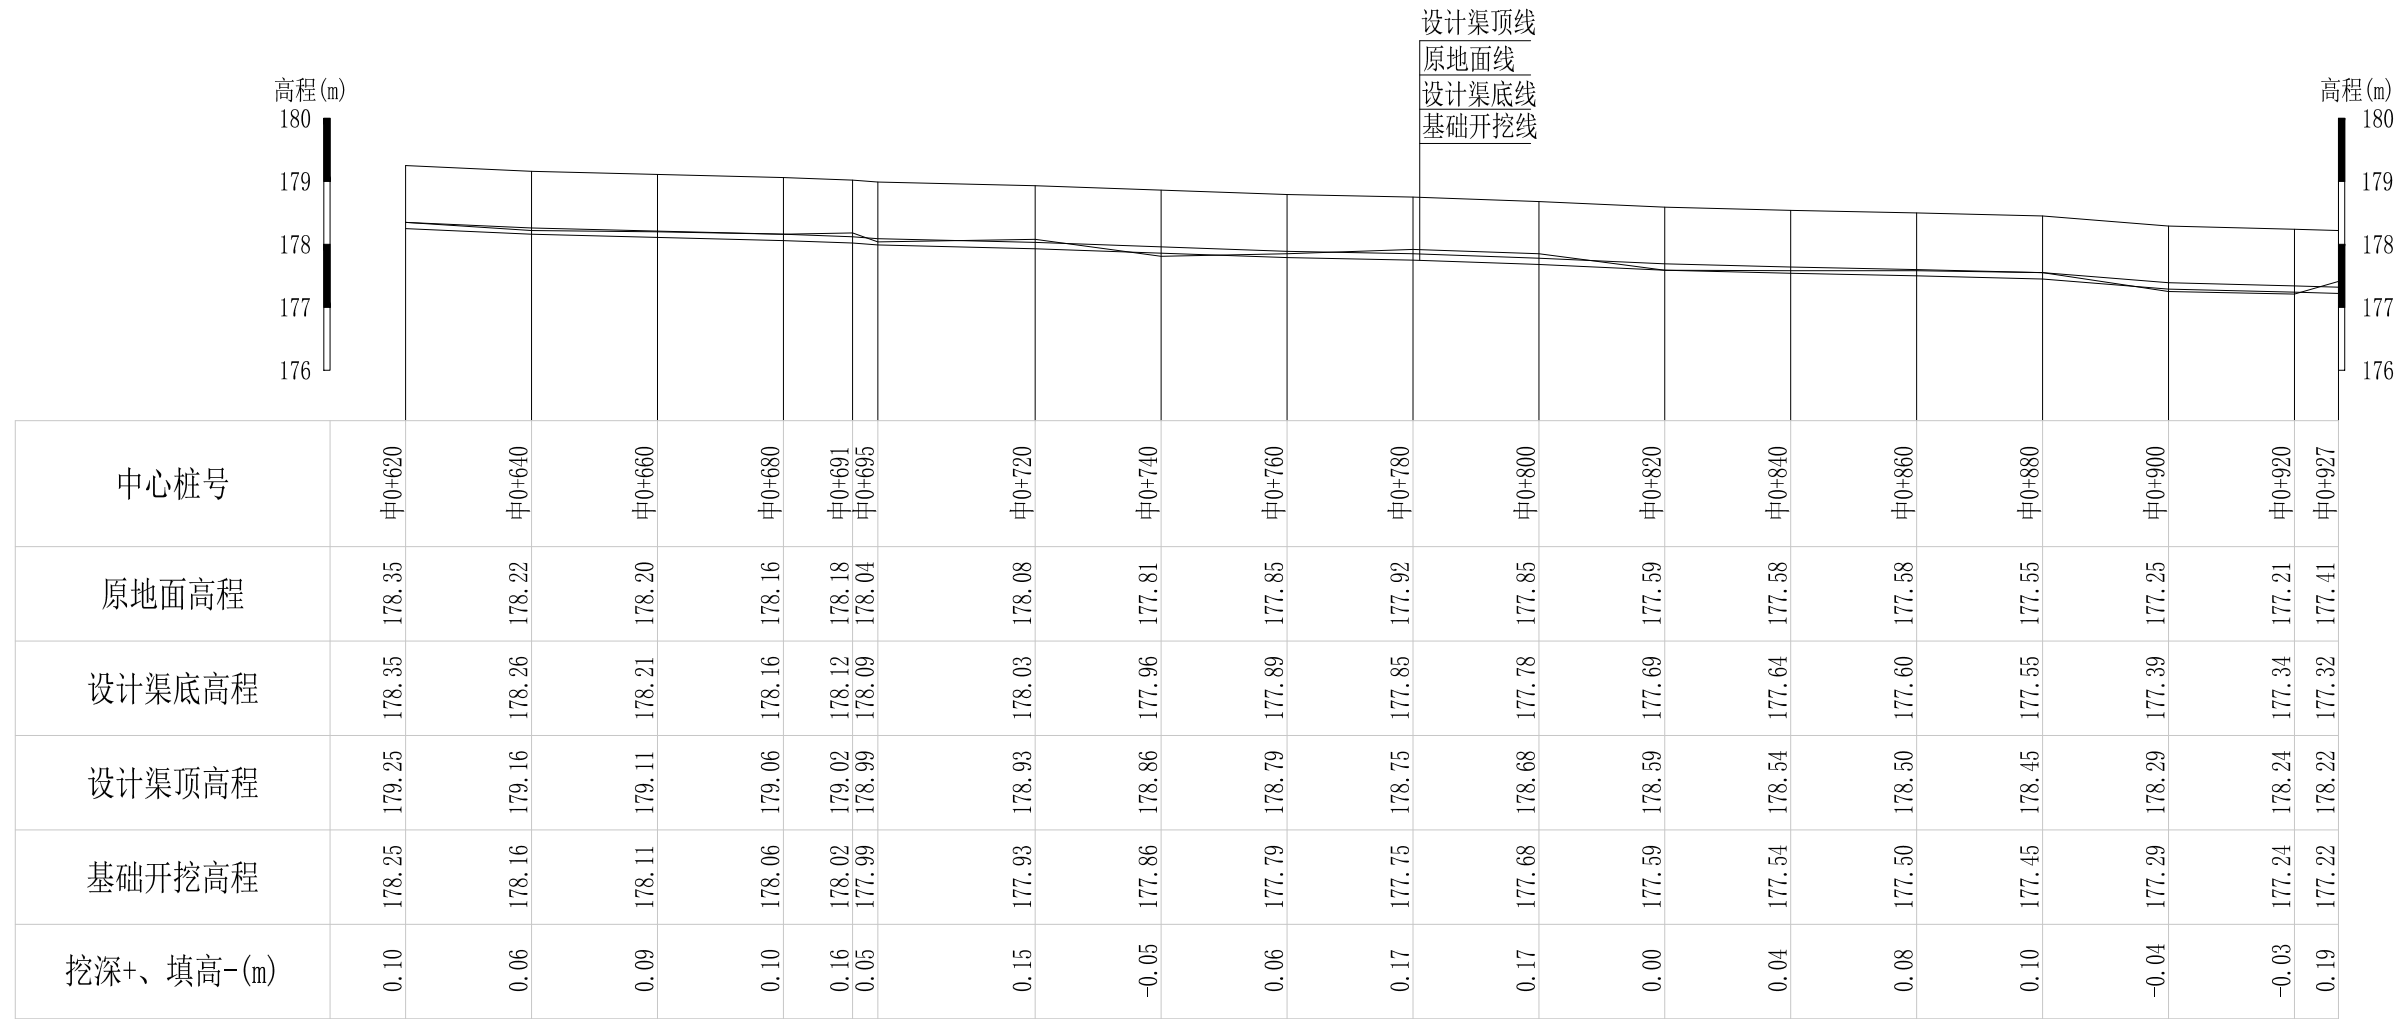 设计渠顶线
原地面线
设计渠底线
基础开挖线
高程(m)
180
179
178
177
176
高程(m)
180
179
178
177
176
中心桩号 中0+620 中0+640 中0+660 中0+680 中0+691 中0+695 中0+720 中0+740 中0+760 中0+780 中0+800 中0+820 中0+840 中0+860 中0+880 中0+900 中0+920 中0+927
原地面高程 178.35 178.22 178.20 178.16 178.18 178.04 178.08 177.81 177.85 177.92 177.85 177.59 177.58 177.58 177.55 177.25 177.21 177.41
设计渠底高程 178.35 178.26 178.21 178.16 178.12 178.09 178.03 177.96 177.89 177.85 177.78 177.69 177.64 177.60 177.55 177.39 177.34 177.32
设计渠顶高程 179.25 179.16 179.11 179.06 179.02 178.99 178.93 178.86 178.79 178.75 178.68 178.59 178.54 178.50 178.45 178.29 178.24 178.22
基础开挖高程 178.25 178.16 178.11 178.06 178.02 177.99 177.93 177.86 177.79 177.75 177.68 177.59 177.54 177.50 177.45 177.29 177.24 177.22
挖深+、填高-(m) 0.10 0.06 0.09 0.10 0.16 0.05 0.15 -0.05 0.06 0.17 0.17 0.00 0.04 0.08 0.10 -0.04 -0.03 0.19